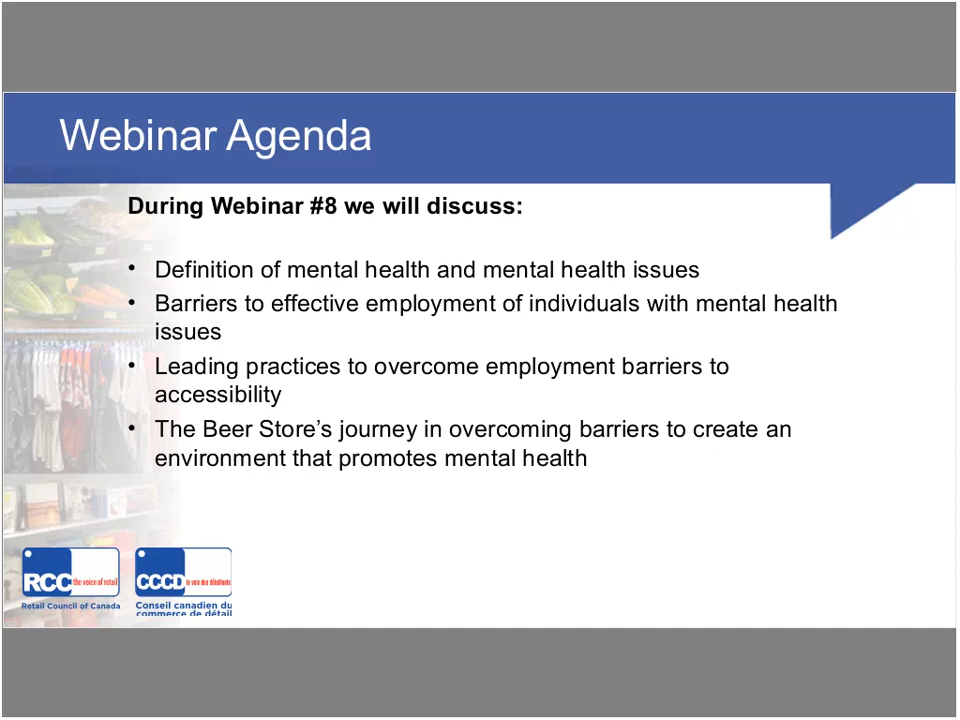 Webinar Agenda
During Webinar #8 we will discuss:
• Definition of mental health and mental health issues
• Barriers to effective employment of individuals with mental health
issues
• Leading practices to overcome employment barriers to
accessibility
• The Beer Store’s journey in overcoming barriers to create an
environment that promotes mental health
RCC the voice of retail
Retail Council of Canada
CCCD la voix des détaillants
Conseil canadien du
commerce de détail